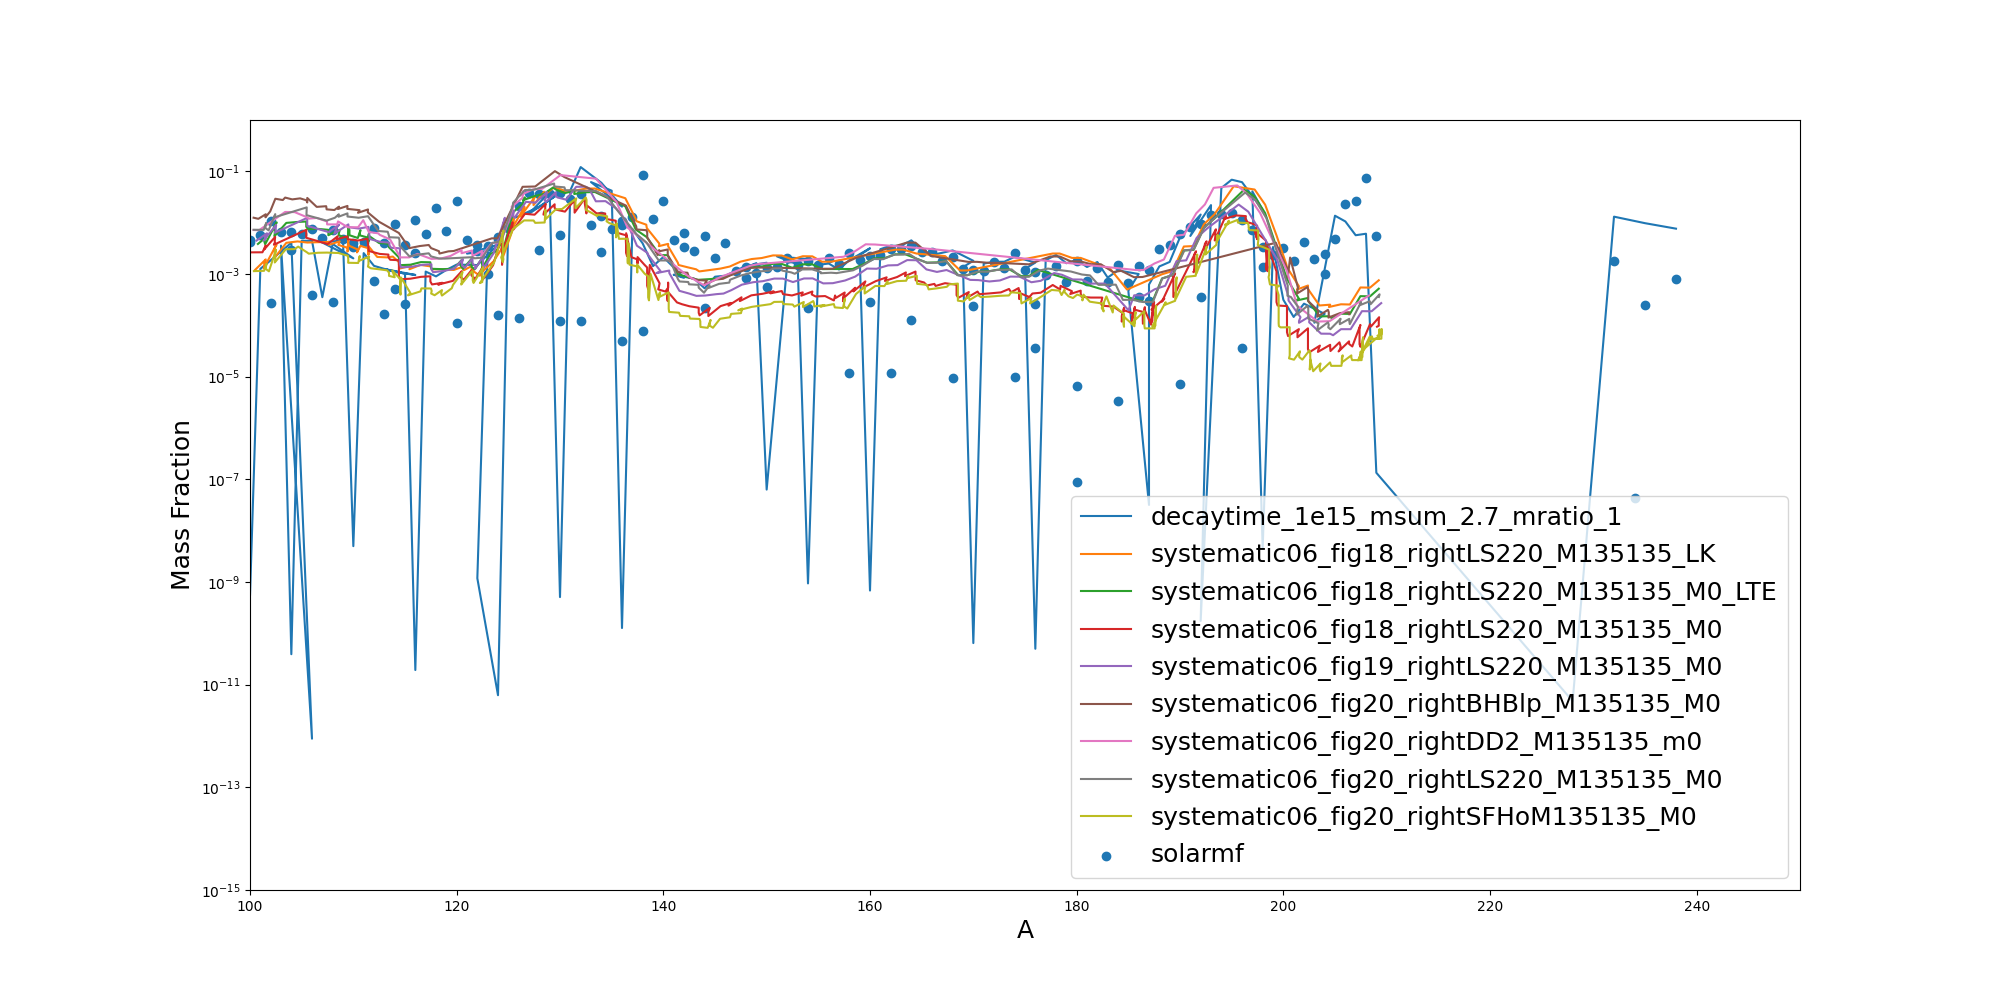 10⁻¹
10⁻³
10⁻⁵
10⁻⁷
10⁻⁹
10⁻¹¹
10⁻¹³
10⁻¹⁵
Mass Fraction
decaytime_1e15_msum_2.7_mratio_1
systematic06_fig18_rightLS220_M135135_LK
systematic06_fig18_rightLS220_M135135_M0_LTE
systematic06_fig18_rightLS220_M135135_M0
systematic06_fig19_rightLS220_M135135_M0
systematic06_fig20_rightBHBlp_M135135_M0
systematic06_fig20_rightDD2_M135135_m0
systematic06_fig20_rightLS220_M135135_M0
systematic06_fig20_rightSFHoM135135_M0
solarmf
100 120 140 160 180 200 220 240
A